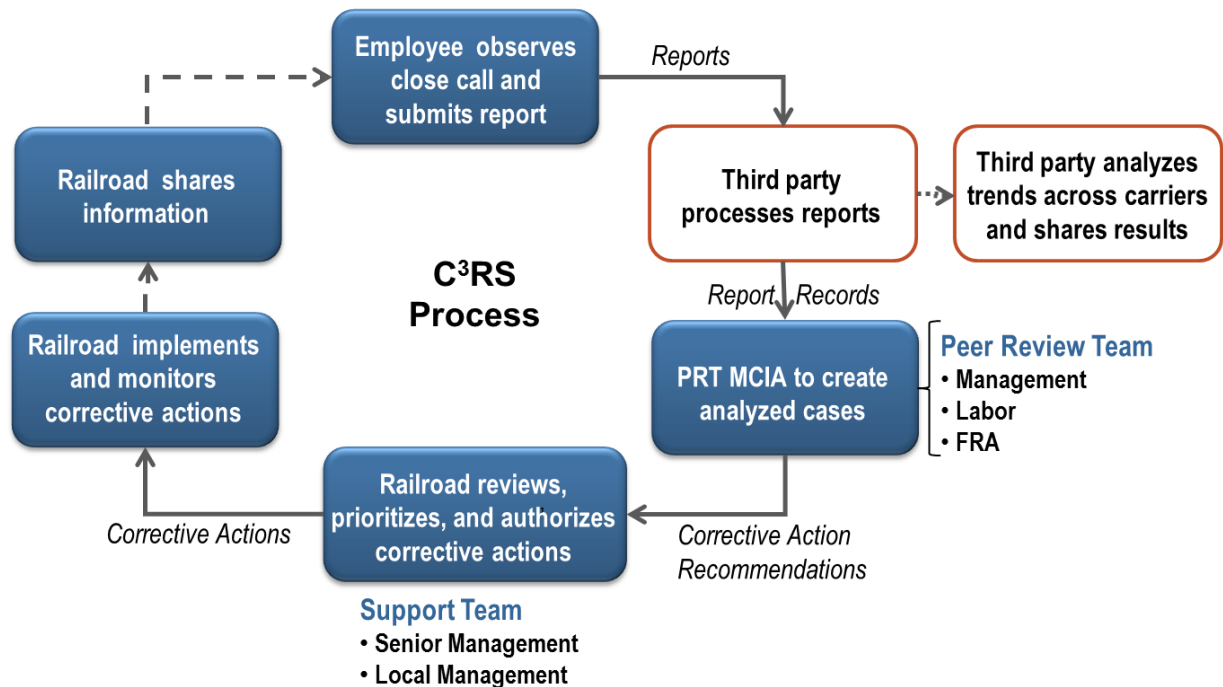 Employee observes
close call and
submits report
Reports
Third party
processes reports
Third party analyzes
trends across carriers
and shares results
Railroad shares
information
C³RS
Process
Report Records
Railroad implements
and monitors
corrective actions
PRT MCIA to create
analyzed cases
Peer Review Team
• Management
• Labor
• FRA
Railroad reviews,
prioritizes, and authorizes
corrective actions
Corrective Actions
Corrective Action
Recommendations
Support Team
• Senior Management
• Local Management